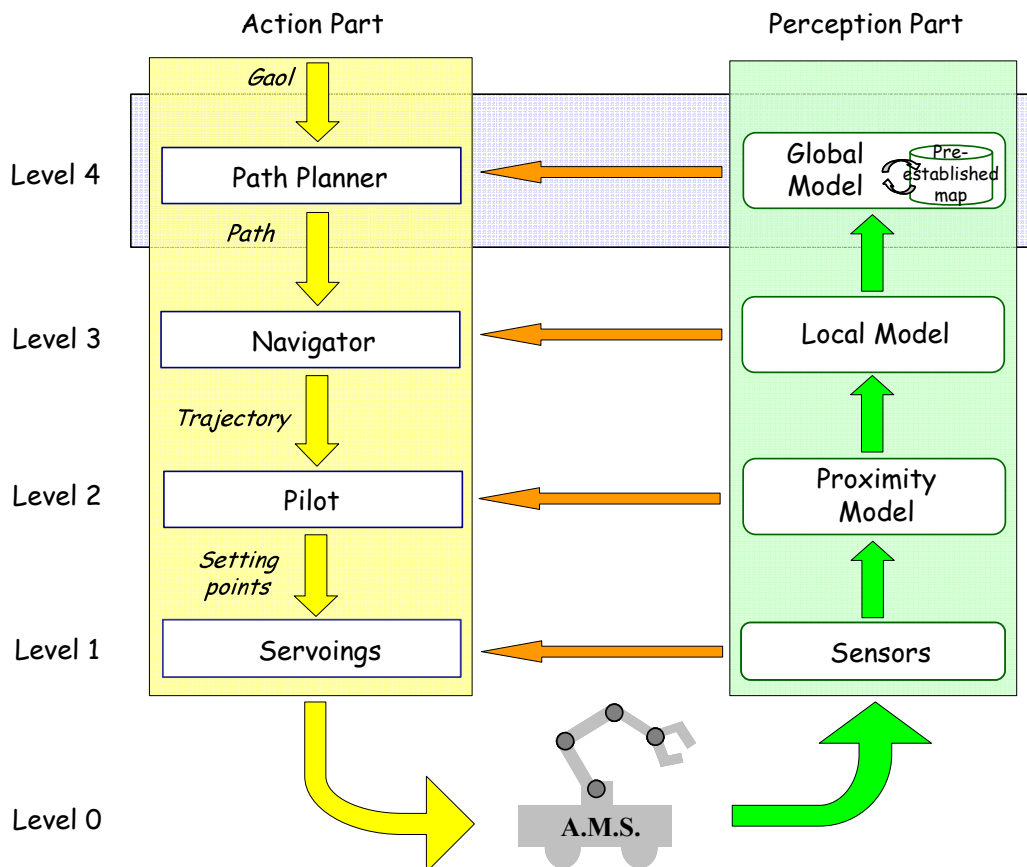 Action Part
Perception Part
Gaol
Level 4
Path Planner
Global
Model
Pre-
established
map
Path
Level 3
Navigator
Local Model
Trajectory
Level 2
Pilot
Proximity
Model
Setting
points
Level 1
Servoings
Sensors
Level 0
A.M.S.